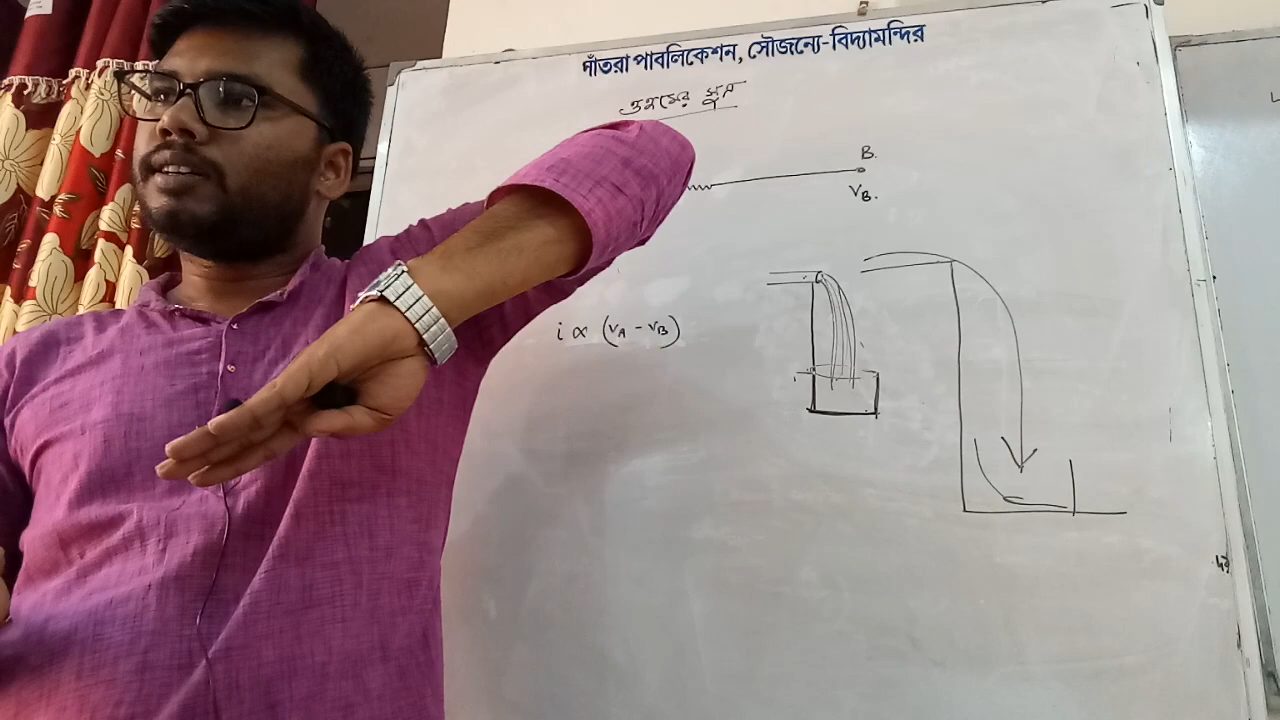 সাঁতরা পাবলিকেশন, সৌজন্যে-বিদ্যামন্দির
ওহমের সূত্র
B.
VB.
i ∝ (VA - VB)